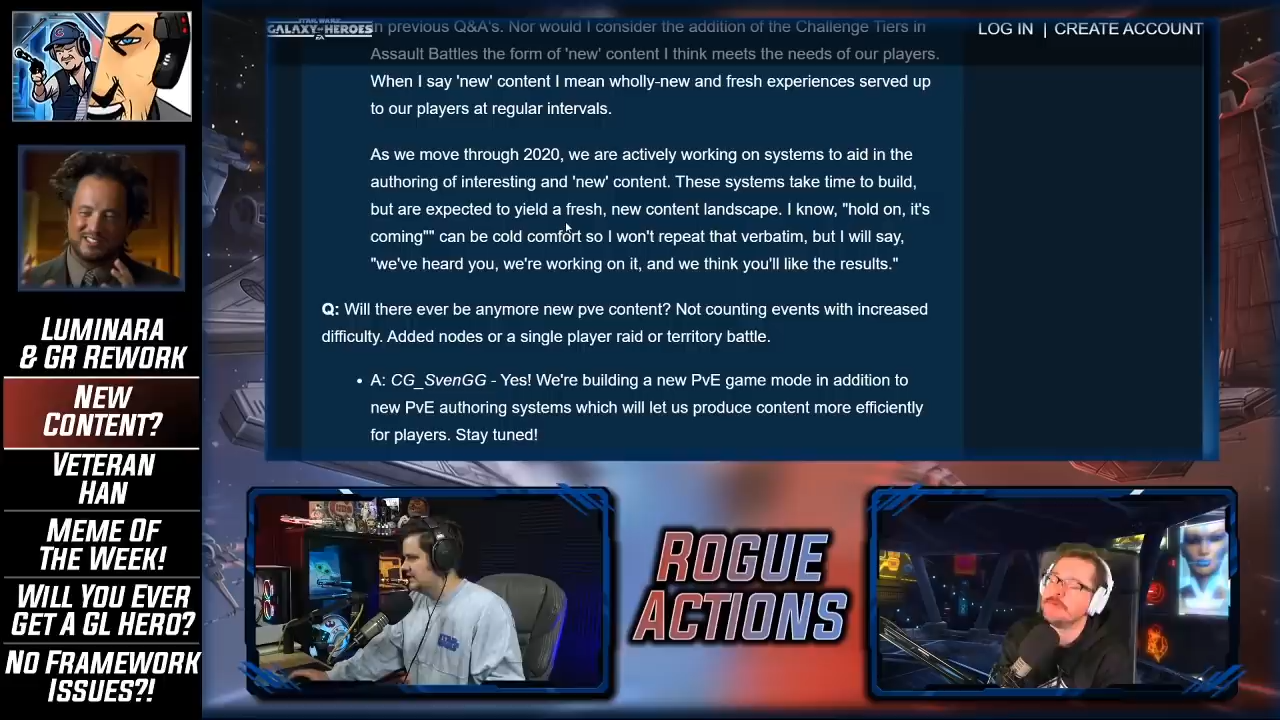 STAR WARS
GALAXY OF HEROES
LOG IN | CREATE ACCOUNT
in previous Q&A's. Nor would I consider the addition of the Challenge Tiers in
Assault Battles the form of 'new' content I think meets the needs of our players.
When I say 'new' content I mean wholly-new and fresh experiences served up
to our players at regular intervals.
As we move through 2020, we are actively working on systems to aid in the
authoring of interesting and 'new' content. These systems take time to build,
but are expected to yield a fresh, new content landscape. I know, "hold on, it's
coming"" can be cold comfort so I won't repeat that verbatim, but I will say,
"we've heard you, we're working on it, and we think you'll like the results."
Q: Will there ever be anymore new pve content? Not counting events with increased
difficulty. Added nodes or a single player raid or territory battle.
• A: CG_SvenGG - Yes! We're building a new PvE game mode in addition to
new PvE authoring systems which will let us produce content more efficiently
for players. Stay tuned!
LUMINARA
& GR REWORK
NEW
CONTENT?
VETERAN
HAN
MEME OF
THE WEEK!
WILL YOU EVER
GET A GL HERO?
NO FRAMEWORK
ISSUES?!
ROGUE
ACTIONS